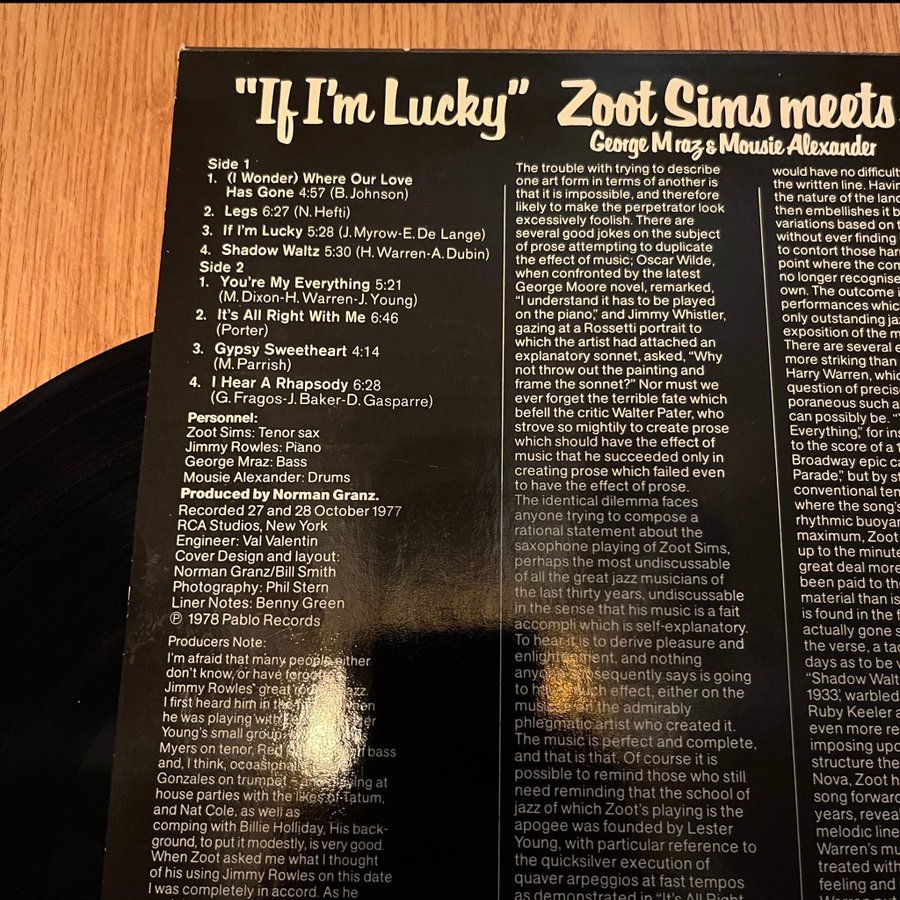 "If I'm Lucky" Zoot Sims meets
George Mraz & Mousie Alexander
Side 1
1. (I Wonder) Where Our Love
Has Gone 4:57 (B. Johnson)
2. Legs 6:27 (N. Hefti)
3. If I'm Lucky 5:28 (J. Myrow-E. De Lange)
4. Shadow Waltz 5:30 (H. Warren-A. Dubin)
Side 2
1. You're My Everything 5:21
(M. Dixon-H. Warren-J. Young)
2. It's All Right With Me 6:46
(Porter)
3. Gypsy Sweetheart 4:14
(M. Parrish)
4. I Hear A Rhapsody 6:28
(G. Fragos-J. Baker-D. Gasparre)
Personnel:
Zoot Sims: Tenor sax
Jimmy Rowles: Piano
George Mraz: Bass
Mousie Alexander: Drums
Produced by Norman Granz.
Recorded 27 and 28 October 1977
RCA Studios, New York
Engineer: Val Valentin
Cover Design and layout:
Norman Granz/Bill Smith
Photography: Phil Stern
Liner Notes: Benny Green
℗ 1978 Pablo Records
Producers Note:
I'm afraid that many people either
don't know, or have
Jimmy Rowles' great
I first heard him in the
he was playing with
Young's small group
Myers on tenor, Red bass
and, I think,
Gonzales on trumpet at
house parties with the likes of Tatum,
and Nat Cole, as well as
comping with Billie Holliday. His back-
ground, to put it modestly, is very good.
When Zoot asked me what I thought
of his using Jimmy Rowles on this date
I was completely in accord. As he
The trouble with trying to describe
one art form in terms of another is
that it is impossible, and therefore
likely to make the perpetrator look
excessively foolish. There are
several good jokes on the subject
of prose attempting to duplicate
the effect of music; Oscar Wilde,
when confronted by the latest
George Moore novel, remarked,
"I understand it has to be played
on the piano," and Jimmy Whistler,
gazing at a Rossetti portrait to
which the artist had attached an
explanatory sonnet, asked, "Why
not throw out the painting and
frame the sonnet?" Nor must we
ever forget the terrible fate which
befell the critic Walter Pater, who
strove so mightily to create prose
which should have the effect of
music that he succeeded only in
creating prose which failed even
to have the effect of prose.
The identical dilemma faces
anyone trying to compose a
rational statement about the
saxophone playing of Zoot Sims,
perhaps the most undiscussable
of all the great jazz musicians of
the last thirty years, undiscussable
in the sense that his music is a fait
accompli which is self-explanatory.
To hear it is to derive pleasure and
enlightenment, and nothing
anyone subsequently says is going
to have much effect, either on the
music or the admirably
phlegmatic artist who created it.
The music is perfect and complete,
and that is that. Of course it is
possible to remind those who still
need reminding that the school of
jazz of which Zoot's playing is the
apogee was founded by Lester
Young, with particular reference to
the quicksilver execution of
quaver arpeggios at fast tempos
as demonstrated in "It's All Right
would have no difficulty
the written line. Having
the nature of the
then embellishes it
variations based on
without ever finding
to contort those
point where the
no longer recognise
own. The outcome
performances which
only outstanding
exposition of the
There are several
more striking than
Harry Warren,
question of
poraneous such a
can possibly be.
Everything," for
to the score of a
Broadway epic
Parade," but by
conventional
where the song's
rhythmic
maximum, Zoot
up to the minute
great deal more
been paid to the
material than is
is found in the
actually gone
the verse, a
days as to be
"Shadow Waltz
1933, warbled
Ruby Keeler
even more
imposing
structure the
Nova, Zoot
song forward
years,
melodic line
Warren's
treated with
feeling and